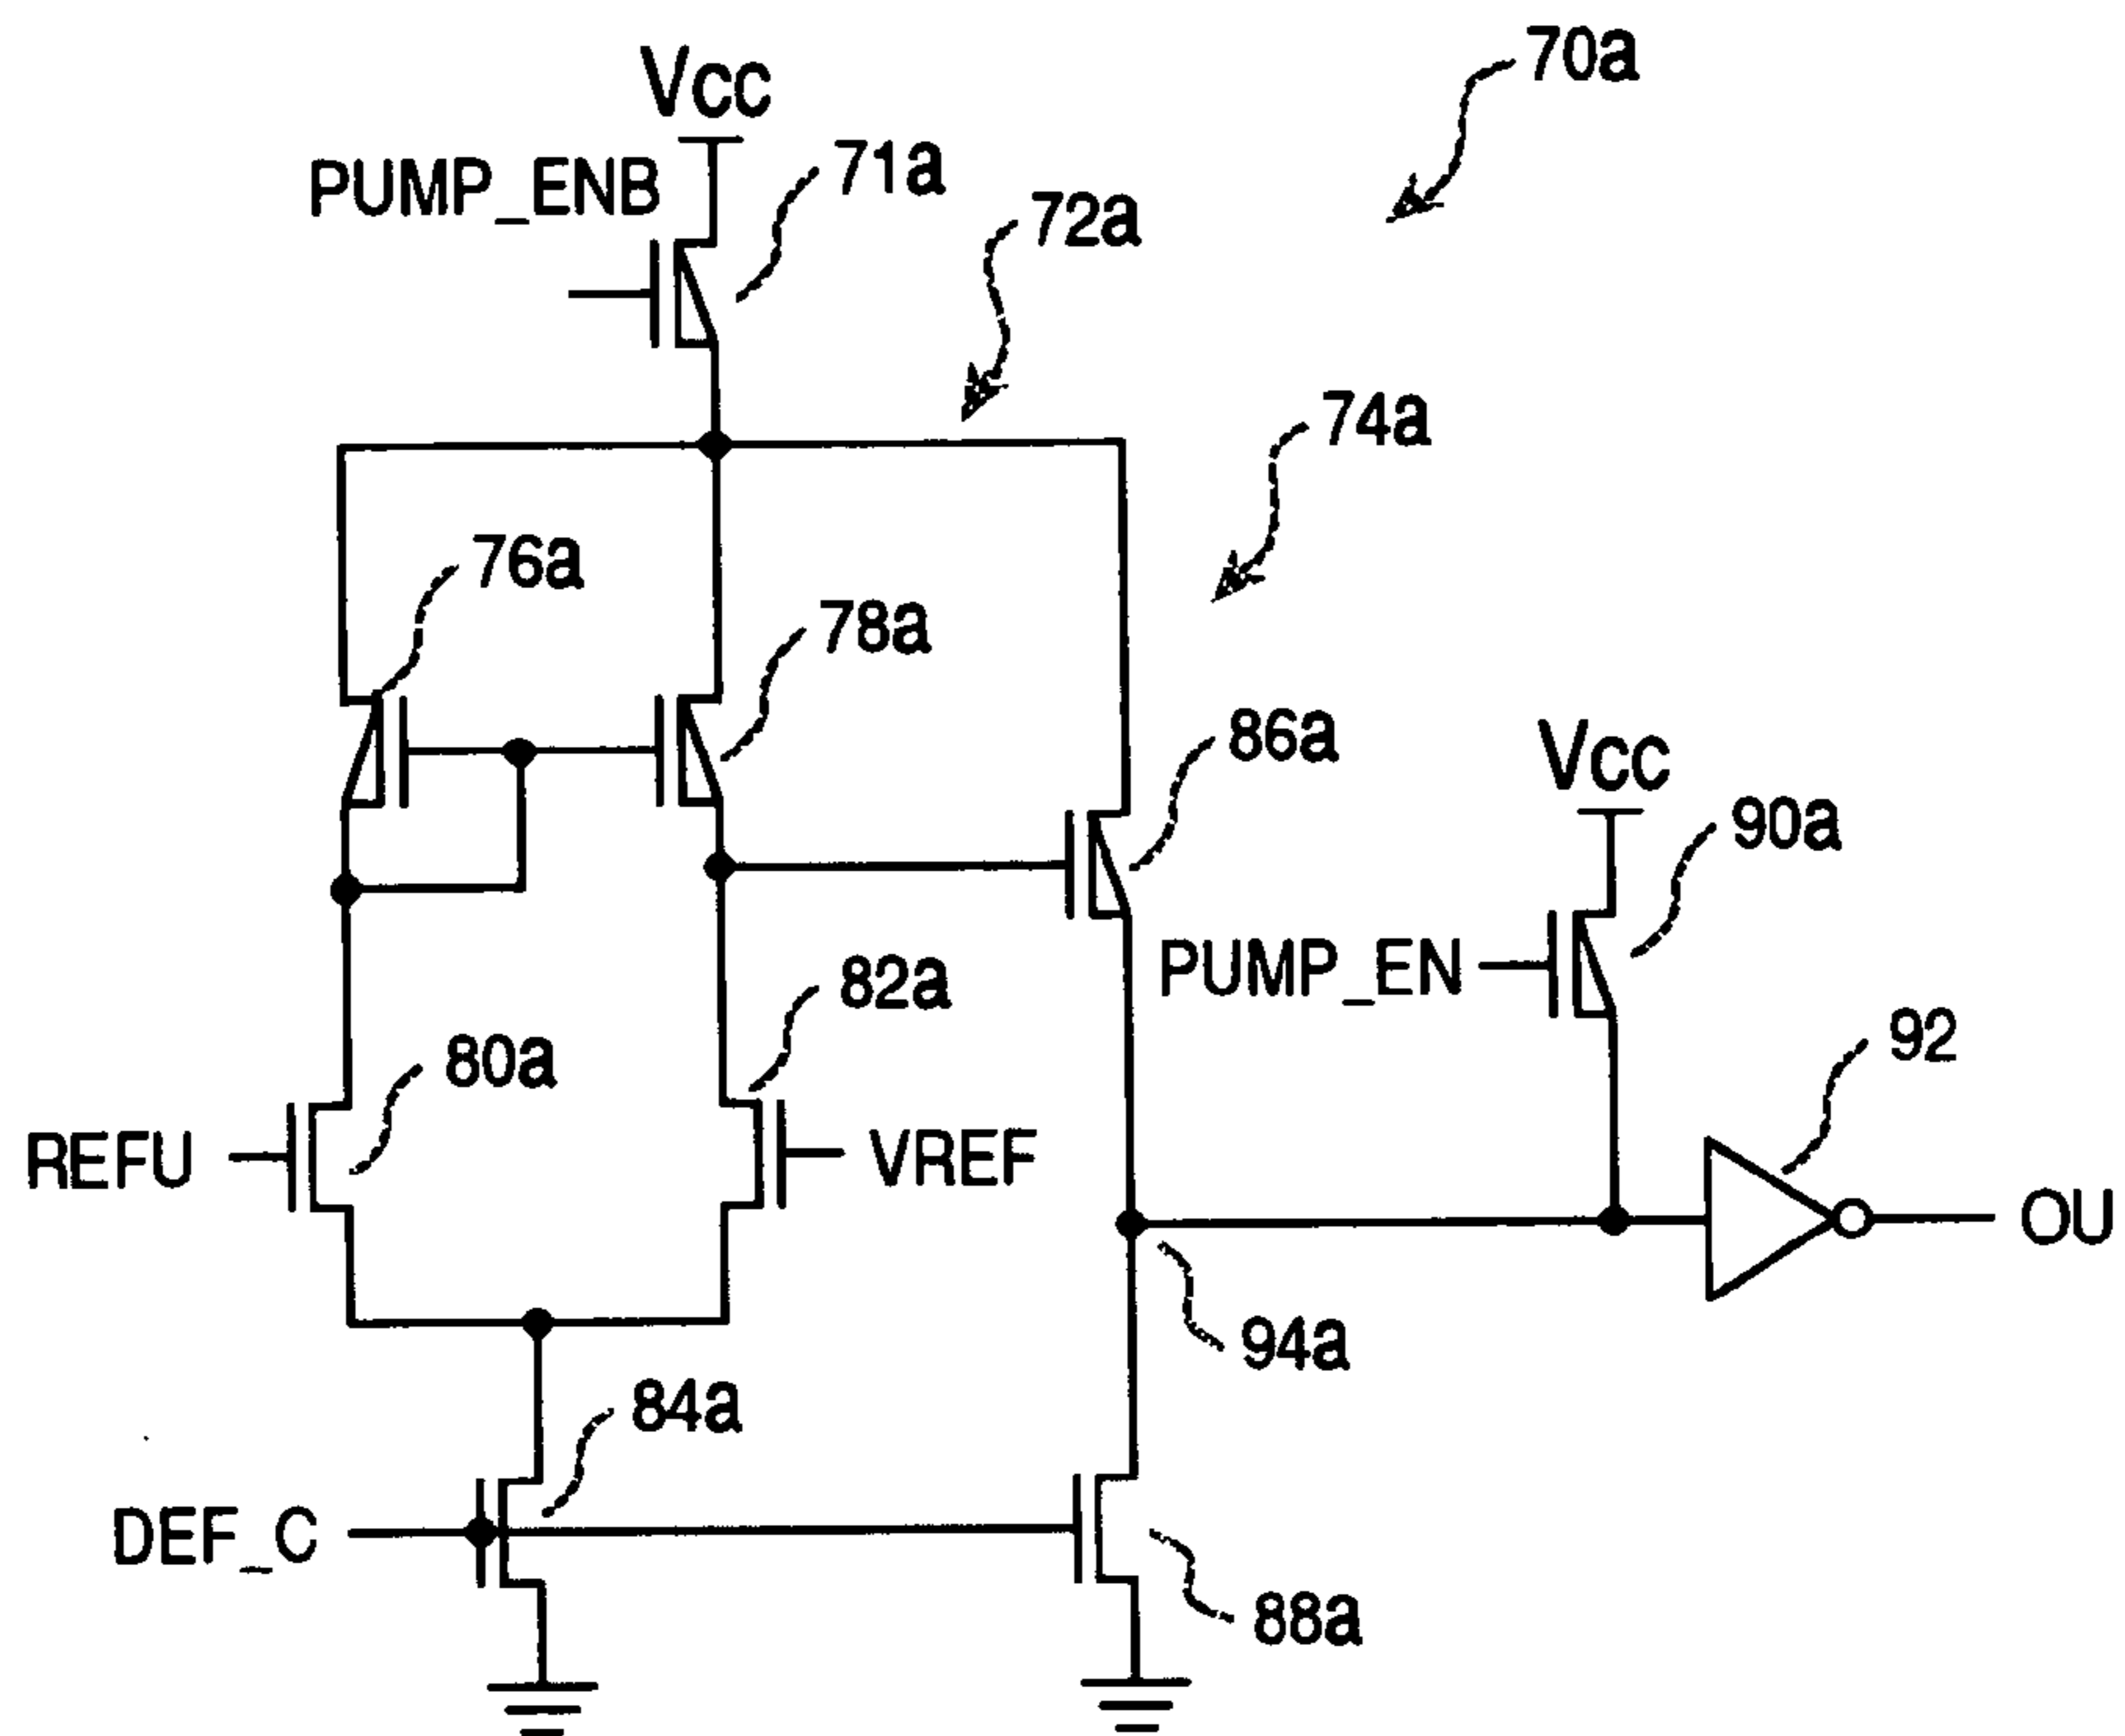 70a
VCC
PUMP_ENB
71a
72a
74a
76a
78a
86a
VCC
90a
PUMP_EN
82a
92
80a
REFU
VREF
OU
94a
84a
DEF_C
88a